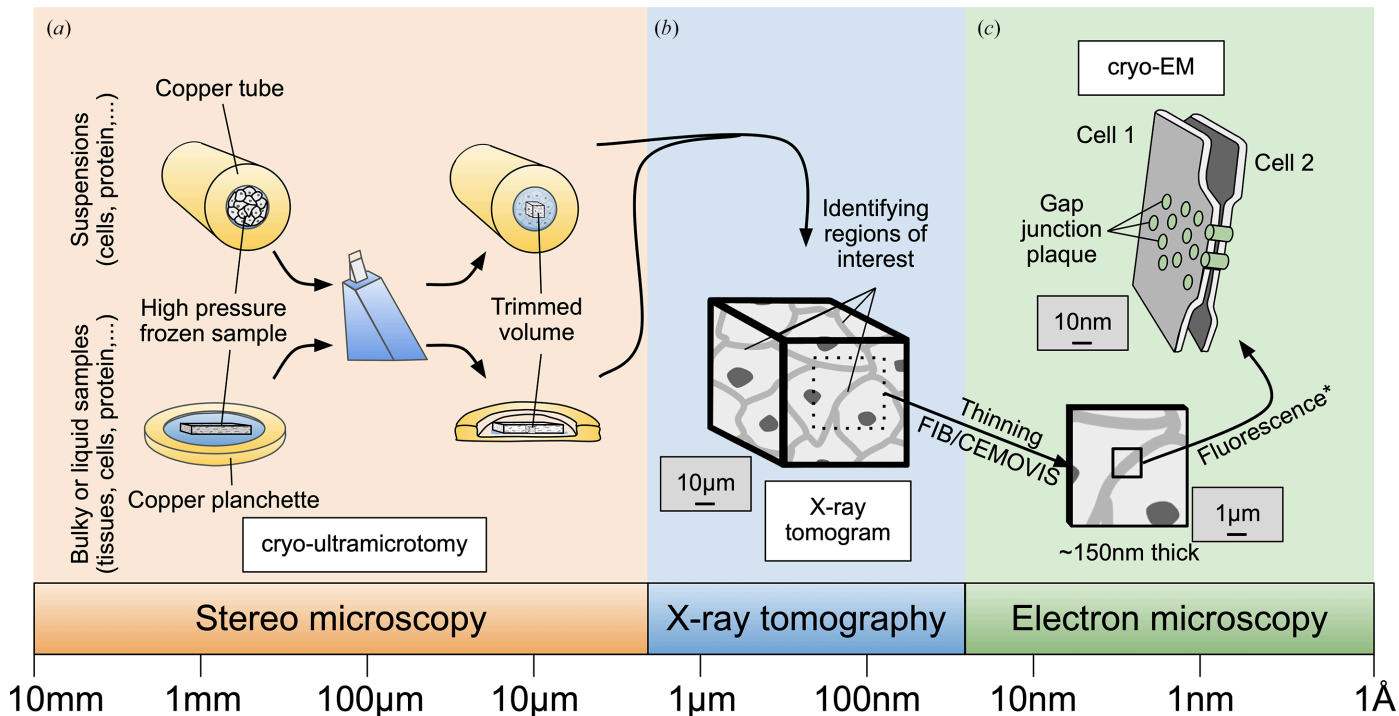 (a)
Copper tube
Suspensions
(cells, protein,...)
High pressure
frozen sample
Trimmed
volume
Bulky or liquid samples
(tissues, cells, protein,...)
Copper planchette
cryo-ultramicrotomy
(b)
Identifying
regions of
interest
10µm
X-ray
tomogram
Thinning
FIB/CEMOVIS
(c)
cryo-EM
Cell 1
Cell 2
Gap
junction
plaque
10nm
Fluorescence*
1µm
~150nm thick
Stereo microscopy
X-ray tomography
Electron microscopy
10mm
1mm
100µm
10µm
1µm
100nm
10nm
1nm
1Å